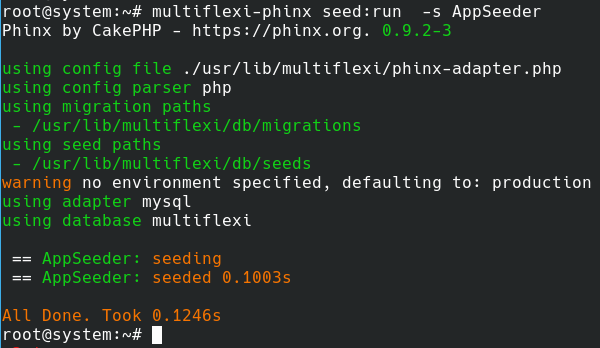 root@system:~# multiflexi-phinx seed:run  -s AppSeeder
Phinx by CakePHP - https://phinx.org. 0.9.2-3

using config file ./usr/lib/multiflexi/phinx-adapter.php
using config parser php
using migration paths
 - /usr/lib/multiflexi/db/migrations
using seed paths
 - /usr/lib/multiflexi/db/seeds
warning no environment specified, defaulting to: production
using adapter mysql
using database multiflexi

 == AppSeeder: seeding
 == AppSeeder: seeded 0.1003s

All Done. Took 0.1246s
root@system:~#